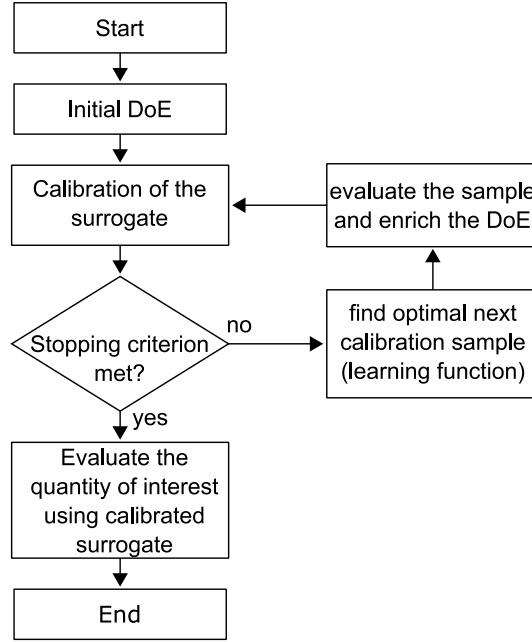 Start
Initial DoE
Calibration of the
surrogate
evaluate the sample
and enrich the DoE
Stopping criterion
met?
no
find optimal next
calibration sample
(learning function)
yes
Evaluate the
quantity of interest
using calibrated
surrogate
End